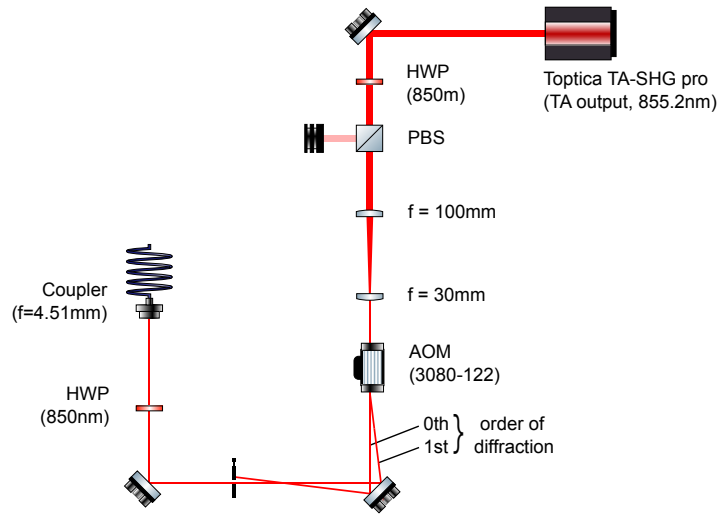 HWP
(850m)
Toptica TA-SHG pro
(TA output, 855.2nm)
PBS
f = 100mm
Coupler
(f=4.51mm)
f = 30mm
AOM
(3080-122)
HWP
(850nm)
0th
1st
} order of
diffraction